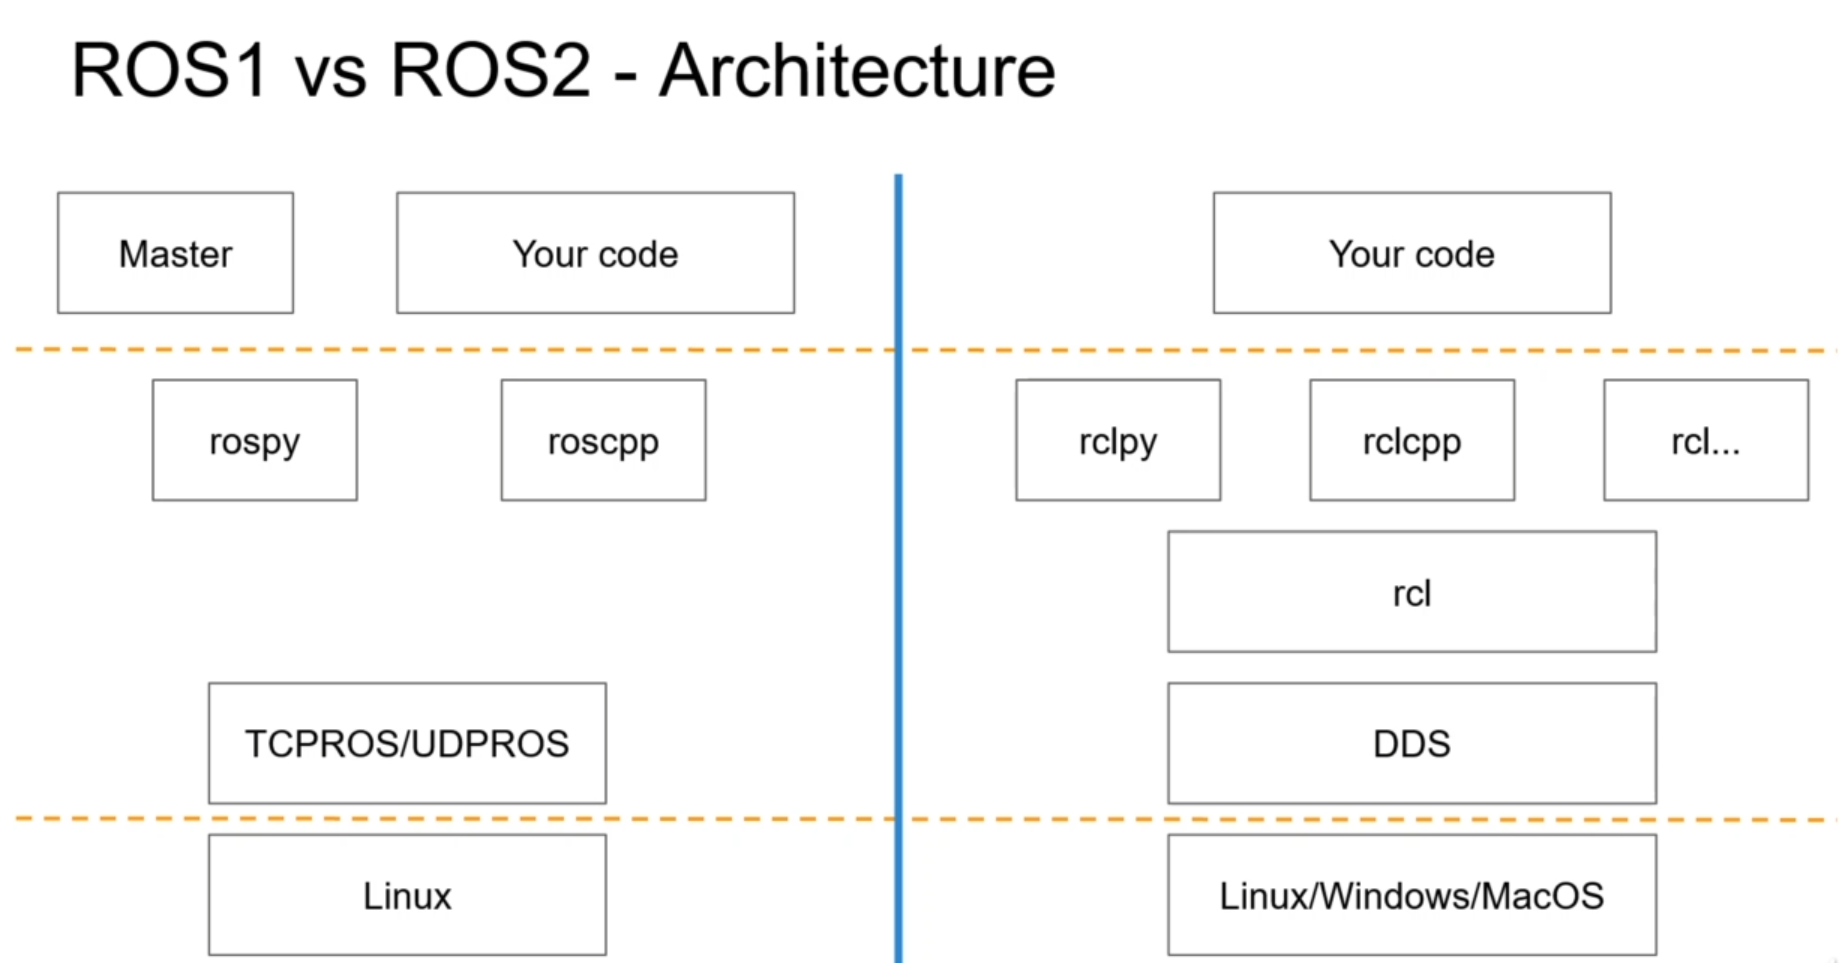 ROS1 vs ROS2 - Architecture
Master
Your code
Your code
rospy
roscpp
rclpy
rclcpp
rcl...
rcl
TCPROS/UDPROS
DDS
Linux
Linux/Windows/MacOS